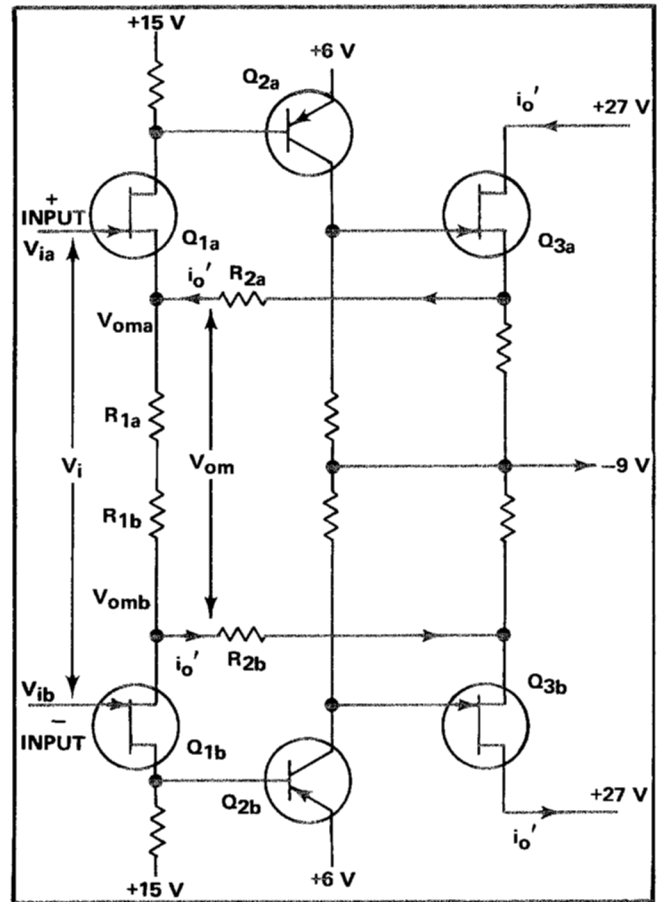 +15 V
+6 V
Q2a
io'
+27 V
+
INPUT
Via
Q1a
Q3a
io'
R2a
Voma
R1a
Vi
Vom
–9 V
R1b
Vomb
io'
R2b
Vib
–
INPUT
Q3b
Q1b
Q2b
+27 V
io'
+6 V
+15 V